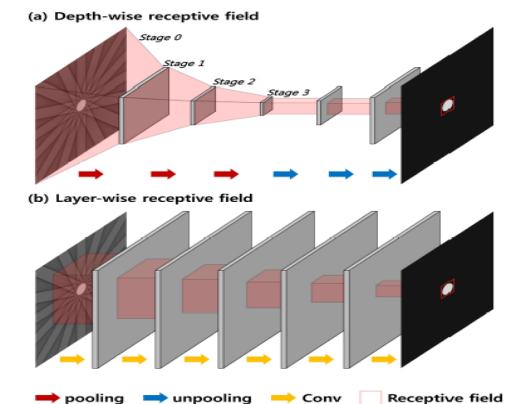 (a) Depth-wise receptive field
Stage 0
Stage 1
Stage 2
Stage 3
(b) Layer-wise receptive field
pooling unpooling Conv Receptive field